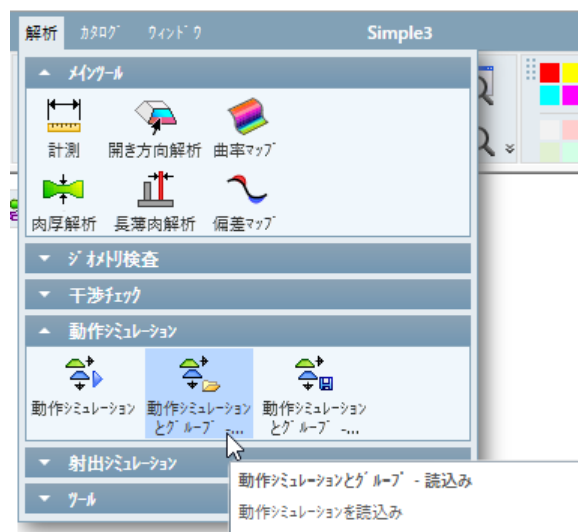 解析 ｶﾀﾛｸﾞ ｳｨﾝﾄﾞｳ Simple3
ﾒｲﾝﾂｰﾙ
計測 開き方向解析 曲率ﾏｯﾌﾟ
肉厚解析 長薄肉解析 偏差ﾏｯﾌﾟ
ｼﾞｵﾒﾄﾘ検査
干渉ﾁｪｯｸ
動作ｼﾐｭﾚｰｼｮﾝ
動作ｼﾐｭﾚｰｼｮﾝ 動作ｼﾐｭﾚｰｼｮﾝ 動作ｼﾐｭﾚｰｼｮﾝ
とｸﾞﾙｰﾌﾟ -... とｸﾞﾙｰﾌﾟ -...
射出ｼﾐｭﾚｰｼｮﾝ
ﾂｰﾙ
動作ｼﾐｭﾚｰｼｮﾝとｸﾞﾙｰﾌﾟ - 読込み
動作ｼﾐｭﾚｰｼｮﾝを読込み